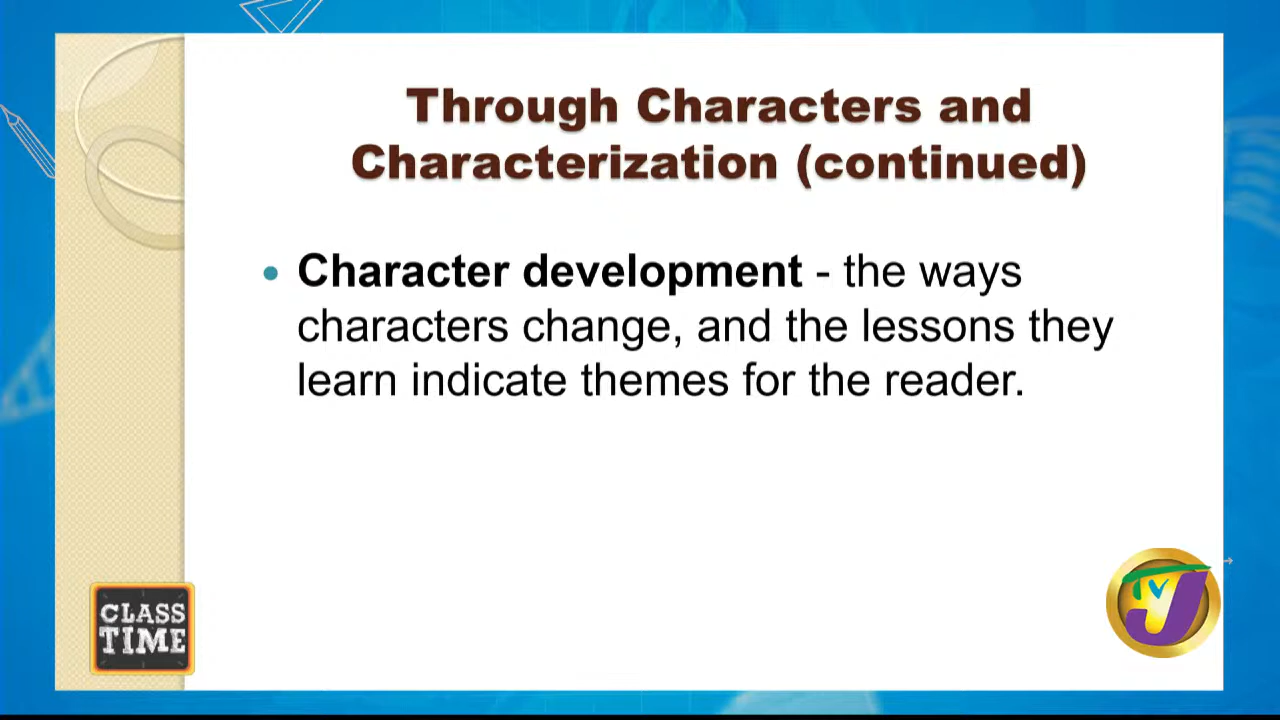 Through Characters and
Characterization (continued)
• Character development - the ways
characters change, and the lessons they
learn indicate themes for the reader.
CLASS
TIME
TVJ